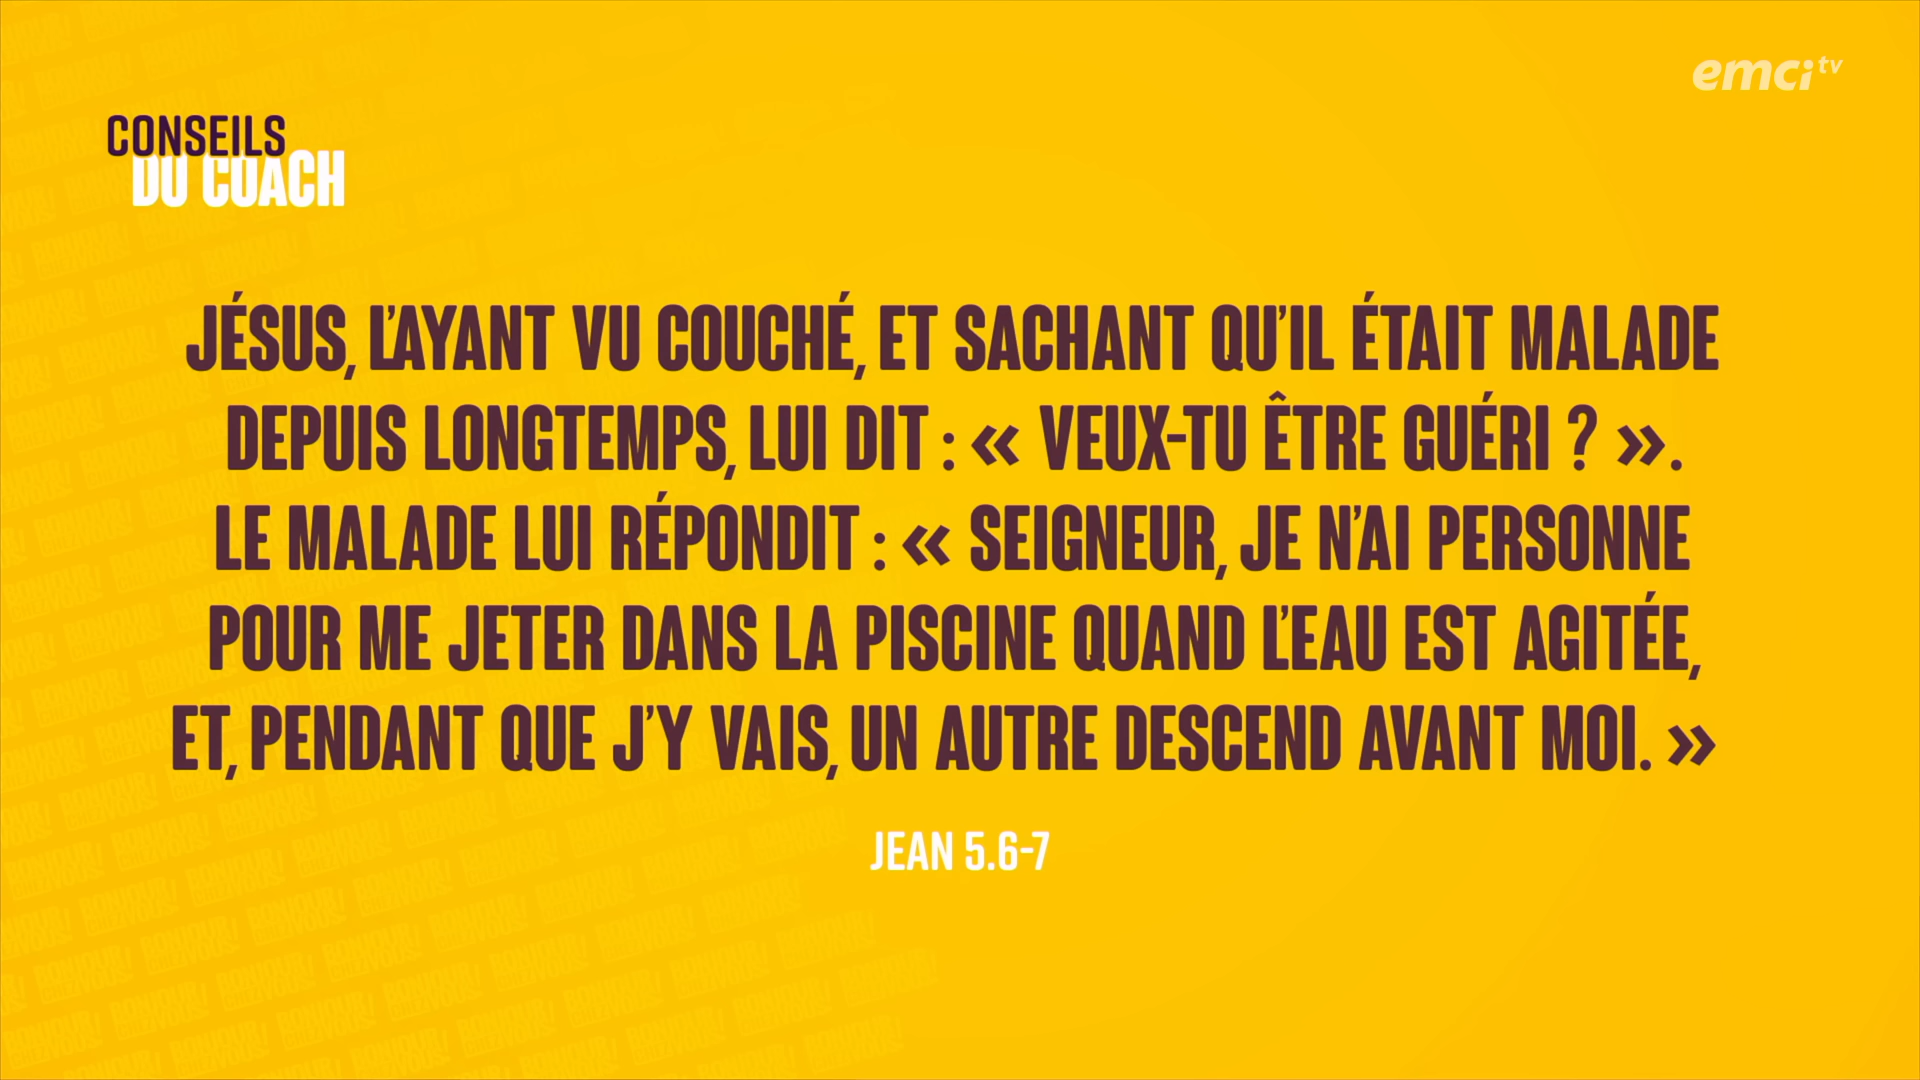 emci tv
CONSEILS
DU COACH
JÉSUS, L'AYANT VU COUCHÉ, ET SACHANT QU'IL ÉTAIT MALADE
DEPUIS LONGTEMPS, LUI DIT : « VEUX-TU ÊTRE GUÉRI ? ».
LE MALADE LUI RÉPONDIT : « SEIGNEUR, JE N'AI PERSONNE
POUR ME JETER DANS LA PISCINE QUAND L'EAU EST AGITÉE,
ET, PENDANT QUE J'Y VAIS, UN AUTRE DESCEND AVANT MOI. »
JEAN 5.6-7